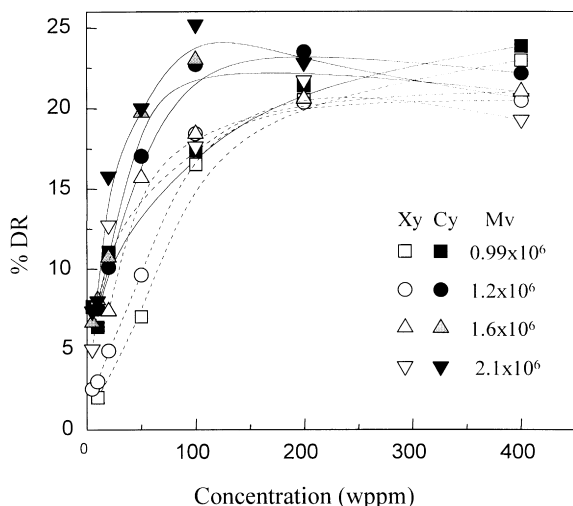 25
20
15
10
5
0
% DR
Xy Cy Mv
0.99x10⁶
1.2x10⁶
1.6x10⁶
2.1x10⁶
0 100 200 300 400
Concentration (wppm)